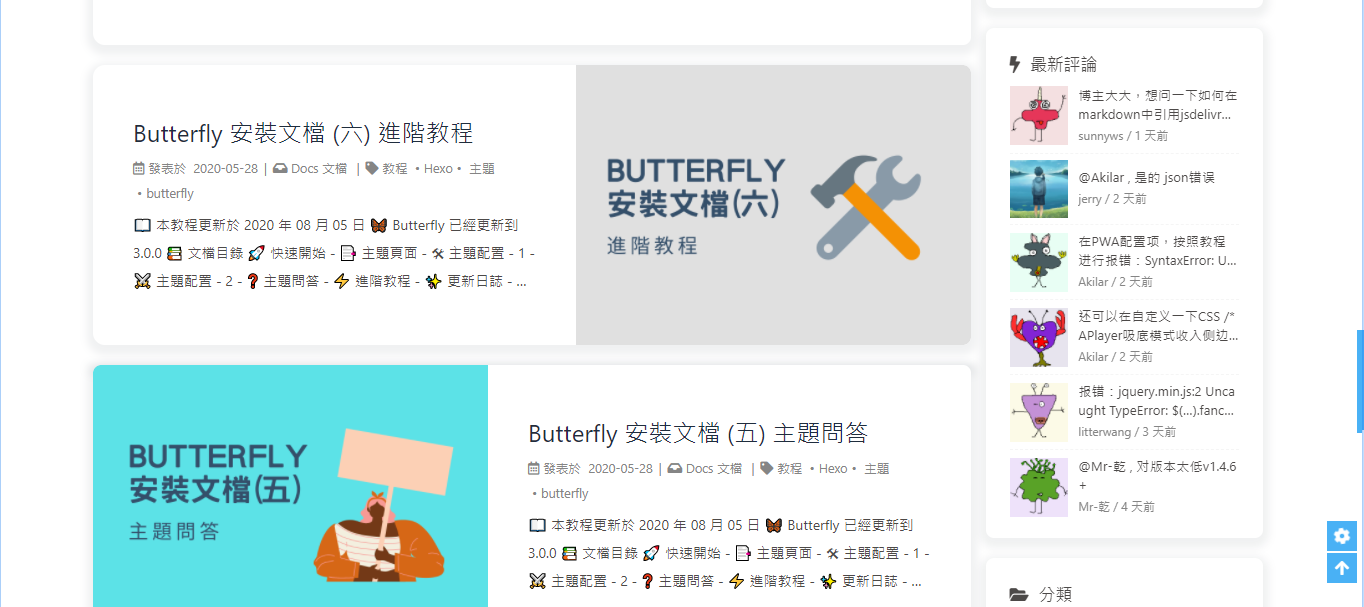 Butterfly 安裝文檔 (六) 進階教程
發表於 2020-05-28 | Docs 文檔 | 教程 • Hexo • 主題
• butterfly
📖 本教程更新於 2020 年 08 月 05 日 🦋 Butterfly 已經更新到
3.0.0 📚 文檔目錄 🚀 快速開始 - 📑 主題頁面 - 🛠 主題配置 - 1 -
⚔️ 主題配置 - 2 - ❓ 主題問答 - ⚡️ 進階教程 - ✨ 更新日誌 - ...
BUTTERFLY
安裝文檔(六)
進階教程
BUTTERFLY
安裝文檔(五)
主題問答
Butterfly 安裝文檔 (五) 主題問答
發表於 2020-05-28 | Docs 文檔 | 教程 • Hexo • 主題
• butterfly
📖 本教程更新於 2020 年 08 月 05 日 🦋 Butterfly 已經更新到
3.0.0 📚 文檔目錄 🚀 快速開始 - 📑 主題頁面 - 🛠 主題配置 - 1 -
⚔️ 主題配置 - 2 - ❓ 主題問答 - ⚡️ 進階教程 - ✨ 更新日誌 - ...
最新評論
博主大大，想问一下如何在
markdown中引用jsdelivr...
sunnyws / 1 天前
@Akilar , 是的 json错误
jerry / 2 天前
在PWA配置项，按照教程
进行报错：SyntaxError: U...
Akilar / 2 天前
还可以在自定义一下CSS /*
APlayer吸底模式收入侧边...
Akilar / 2 天前
报错：jquery.min.js:2 Unca
ught TypeError: $(...).fanc...
litterwang / 3 天前
@Mr-乾 , 对版本太低v1.4.6
+
Mr-乾 / 4 天前
分類